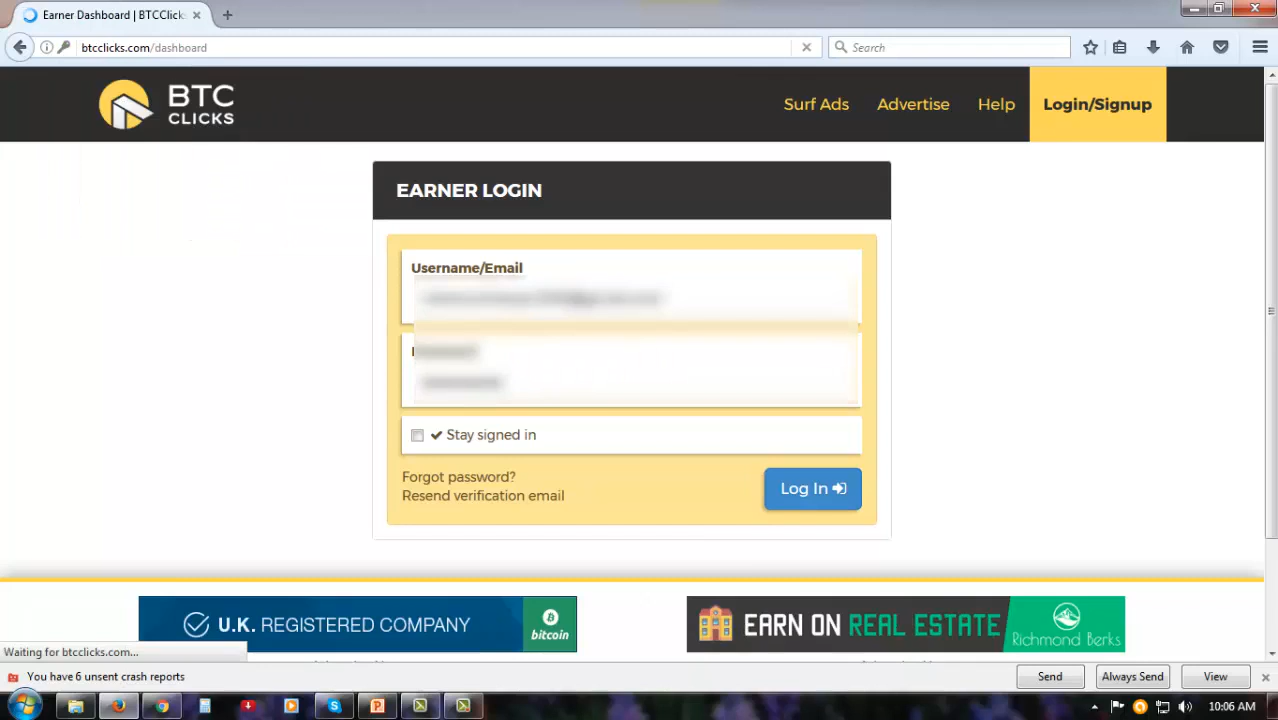 Earner Dashboard | BTCClicks
btcclicks.com/dashboard
Search
BTC
CLICKS
Surf Ads
Advertise
Help
Login/Signup
EARNER LOGIN
Username/Email
Stay signed in
Forgot password?
Resend verification email
Log In
U.K. REGISTERED COMPANY
bitcoin
EARN ON REAL ESTATE
Richmond Berks
Waiting for btcclicks.com...
You have 6 unsent crash reports
Send
Always Send
View
10:06 AM